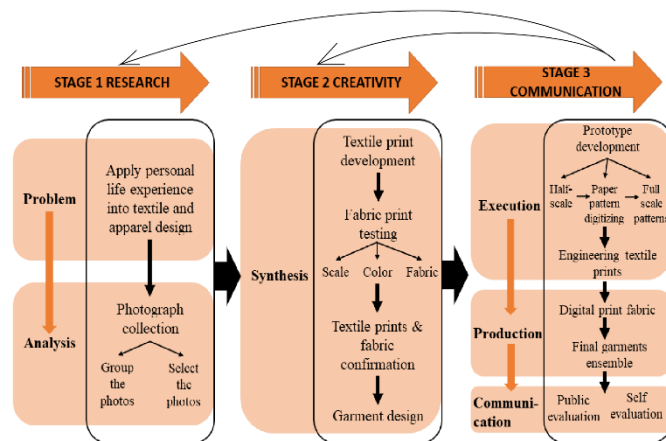 STAGE 1 RESEARCH
STAGE 2 CREATIVITY
STAGE 3
COMMUNICATION
Problem
Apply personal
life experience
into textile and
apparel design
Analysis
Photograph
collection
Group
the
photos
Select
the
photos
Synthesis
Textile print
development
Fabric print
testing
Scale
Color
Fabric
Textile prints &
fabric
confirmation
Garment design
Execution
Prototype
development
Half-
scale
Paper
pattern
digitizing
Full
scale
patterns
Engineering textile
prints
Production
Digital print fabric
Final garments
ensemble
Communi-
cation
Public
evaluation
Self
evaluation